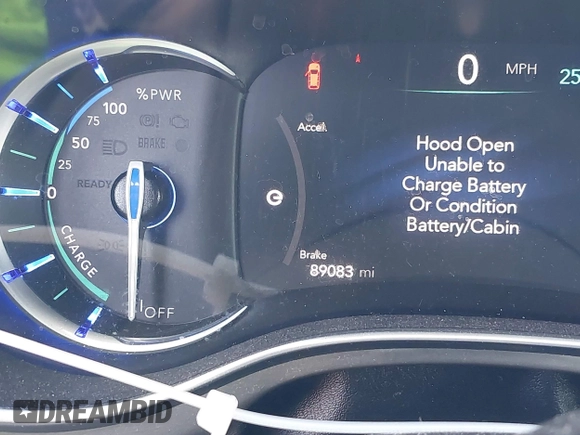 %PWR
100
75
50
25
0
BRAKE
READY
CHARGE
OFF
0 MPH
25
Accel.
Hood Open
Unable to
Charge Battery
Or Condition
Battery/Cabin
Brake
89083 mi
DREAMBID